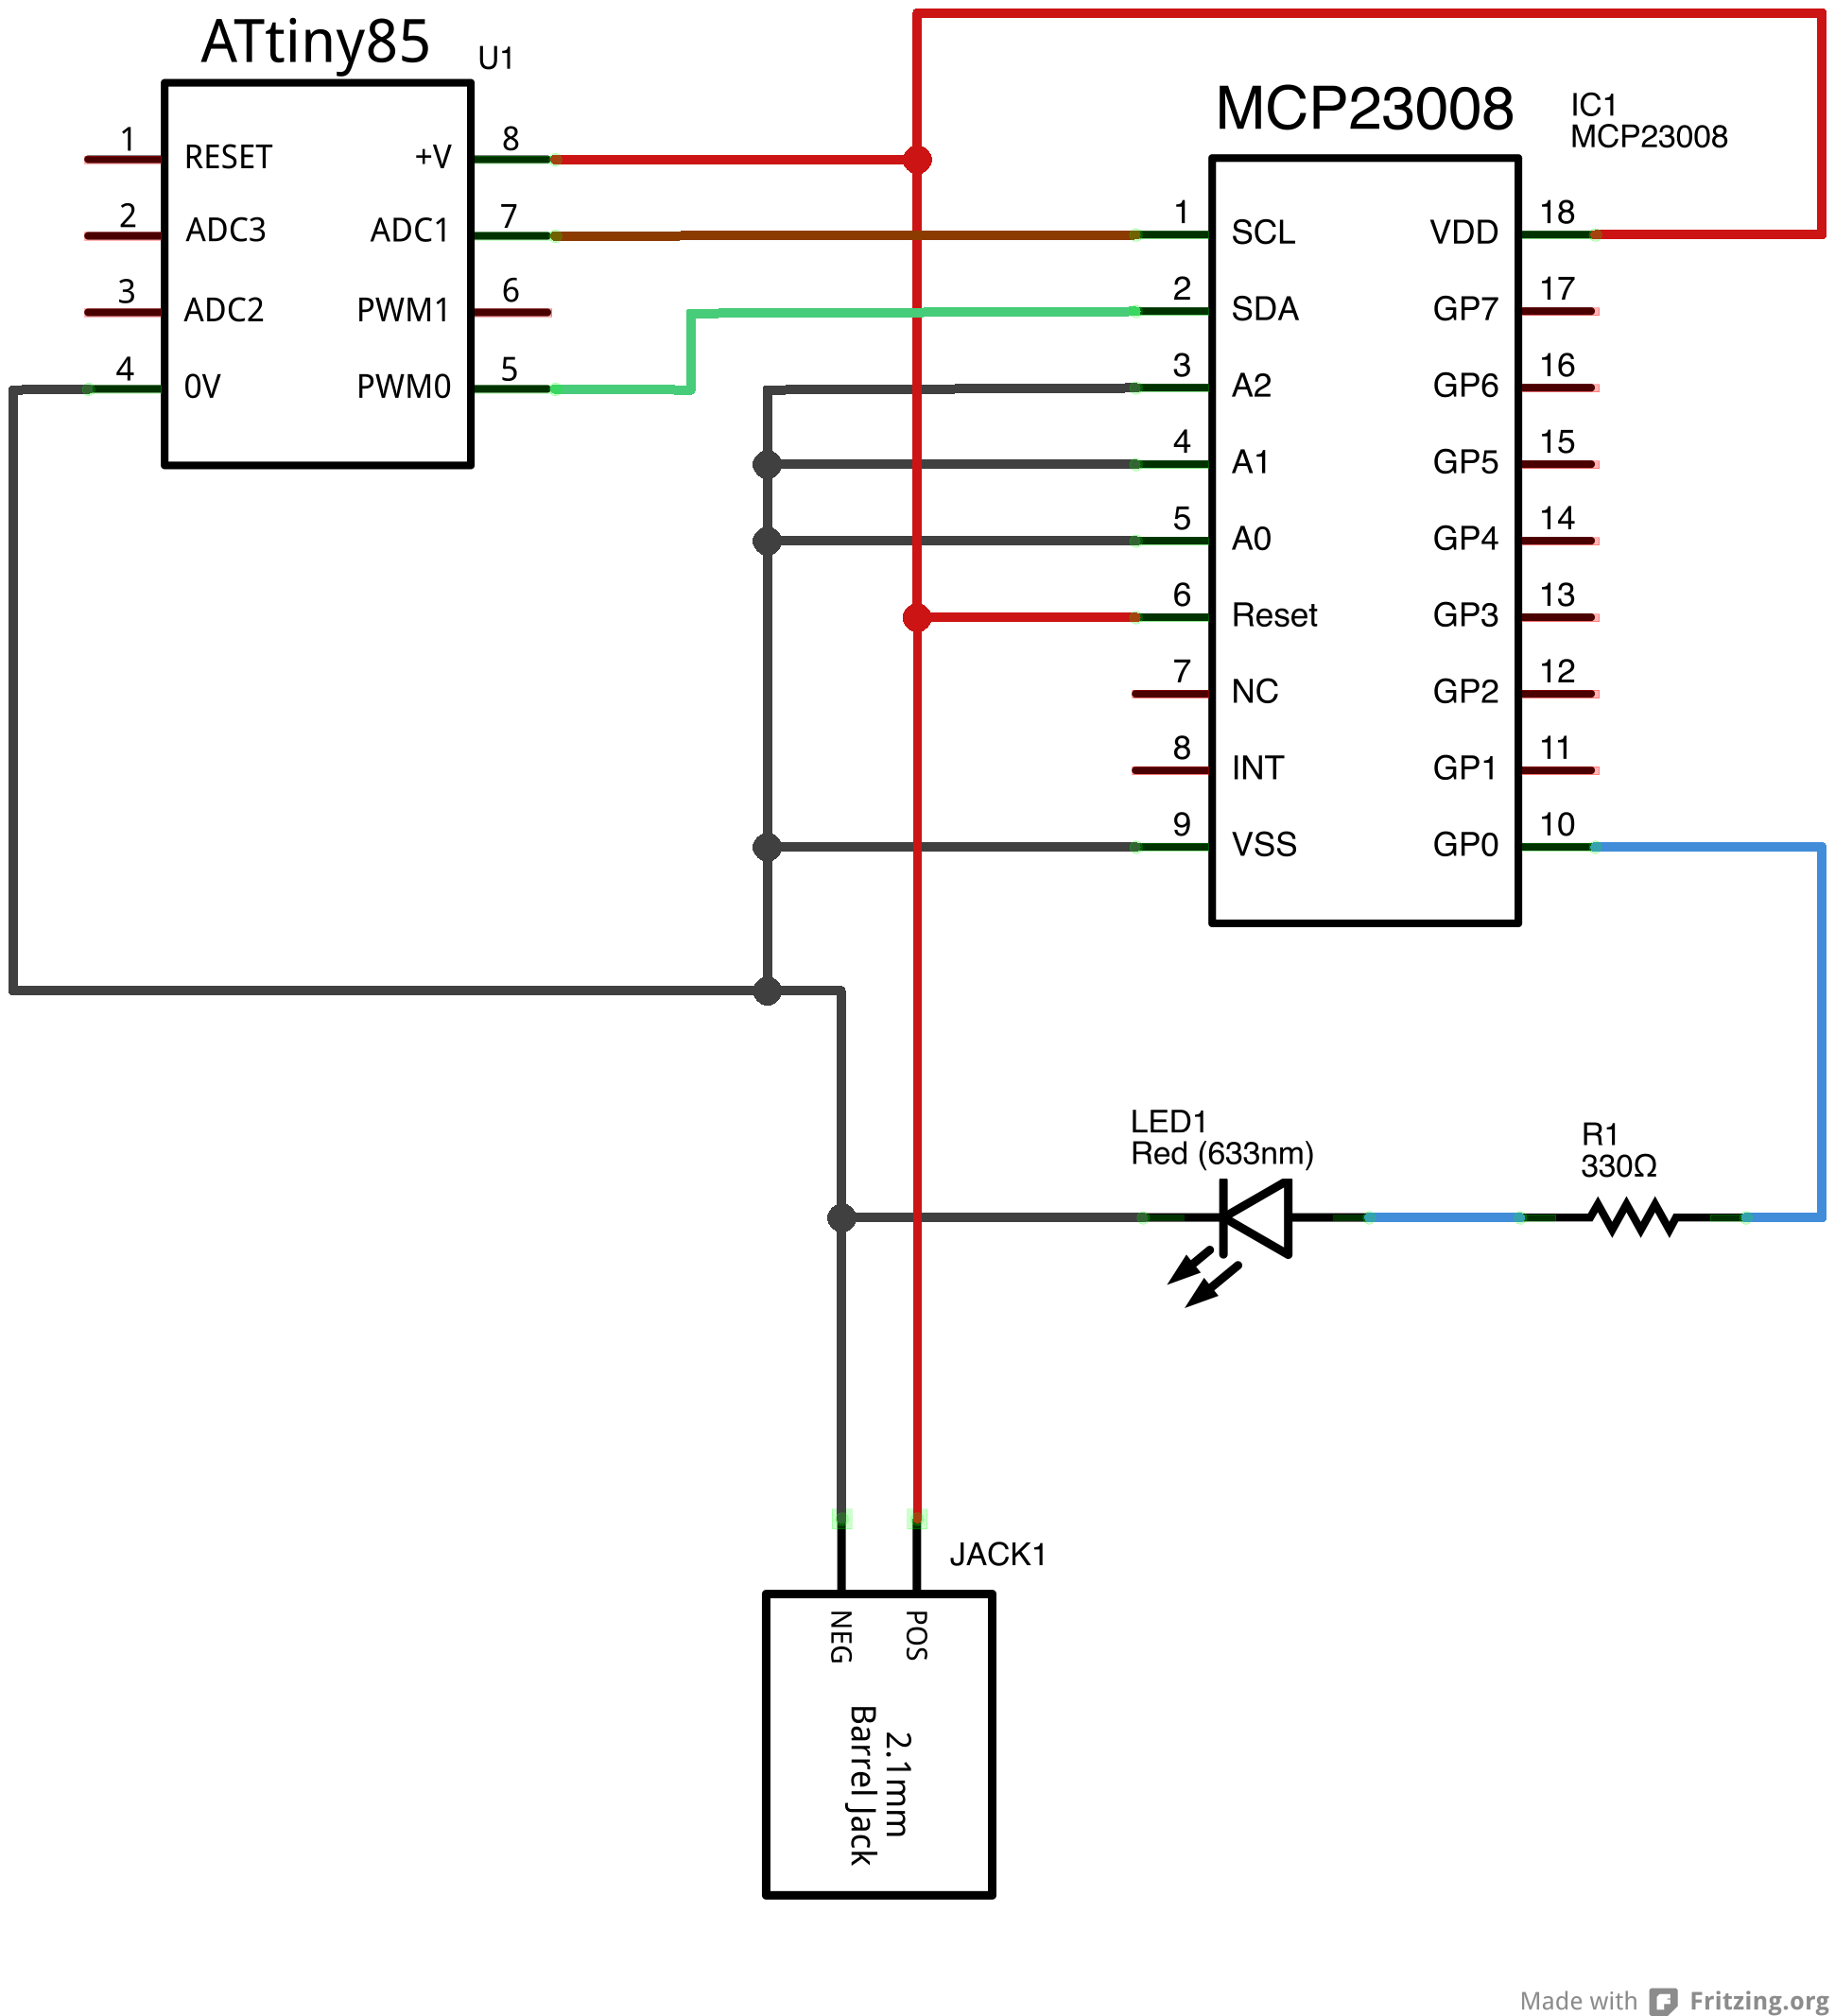 ATtiny85
U1
1
RESET
+V
8
2
ADC3
ADC1
7
3
ADC2
PWM1
6
4
0V
PWM0
5
MCP23008
IC1
MCP23008
1
SCL
VDD
18
2
SDA
GP7
17
3
A2
GP6
16
4
A1
GP5
15
5
A0
GP4
14
6
Reset
GP3
13
7
NC
GP2
12
8
INT
GP1
11
9
VSS
GP0
10
LED1
Red (633nm)
R1
330Ω
JACK1
NEG
POS
2.1mm
Barrel Jack
Made with Fritzing.org